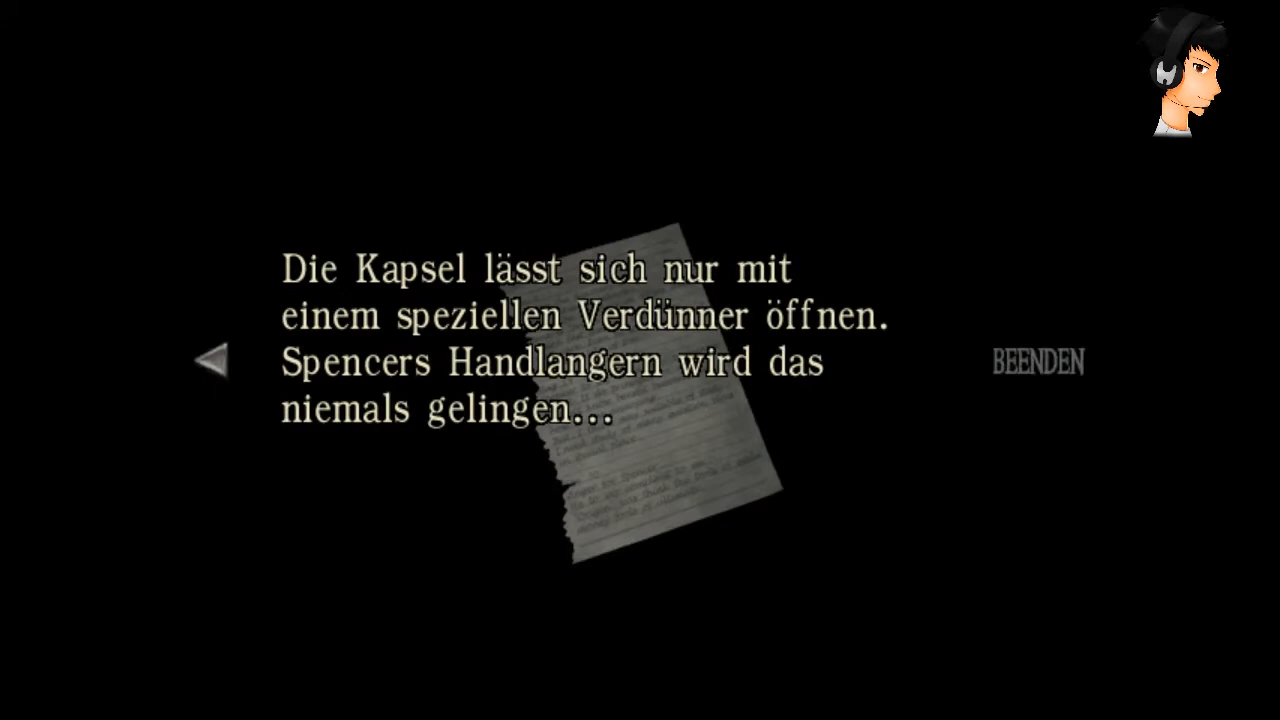 Die Kapsel lässt sich nur mit
einem speziellen Verdünner öffnen.
Spencers Handlangern wird das
niemals gelingen...
BEENDEN